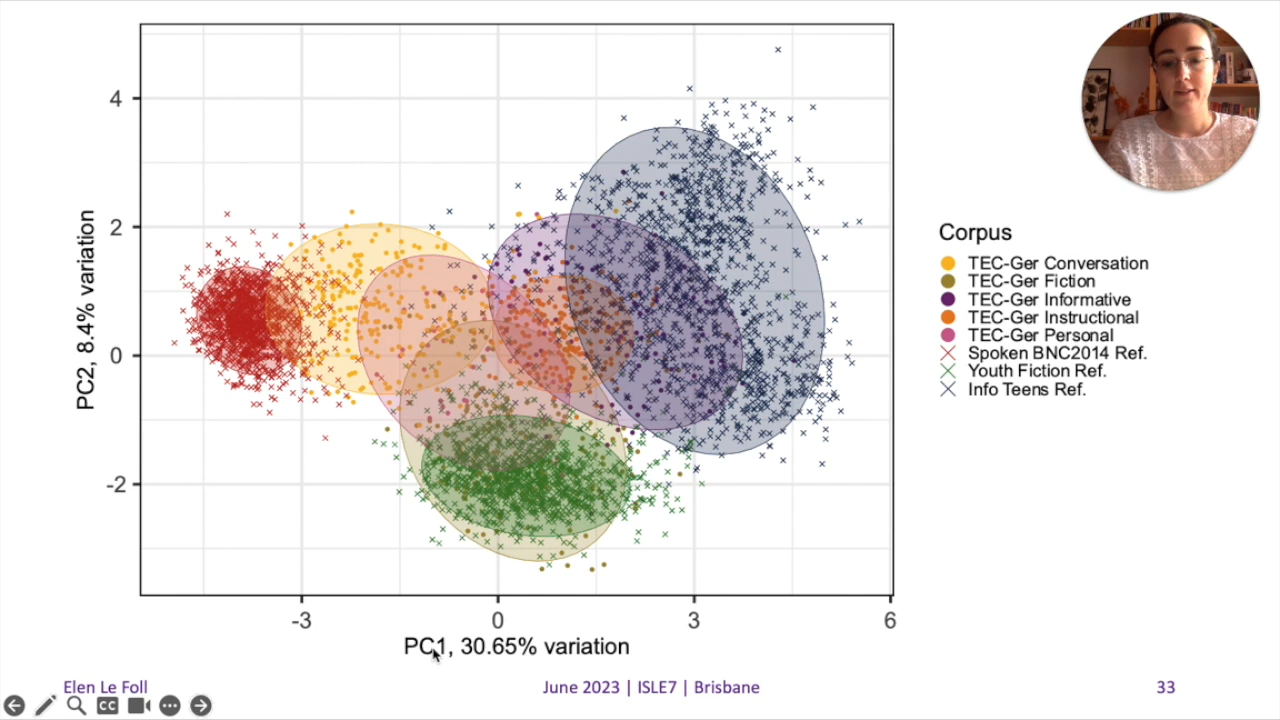 4
2
0
-2
PC2, 8.4% variation
-3
0
3
6
PC1, 30.65% variation
Corpus
TEC-Ger Conversation
TEC-Ger Fiction
TEC-Ger Informative
TEC-Ger Instructional
TEC-Ger Personal
Spoken BNC2014 Ref.
Youth Fiction Ref.
Info Teens Ref.
Elen Le Foll
June 2023 | ISLE7 | Brisbane
33
CC